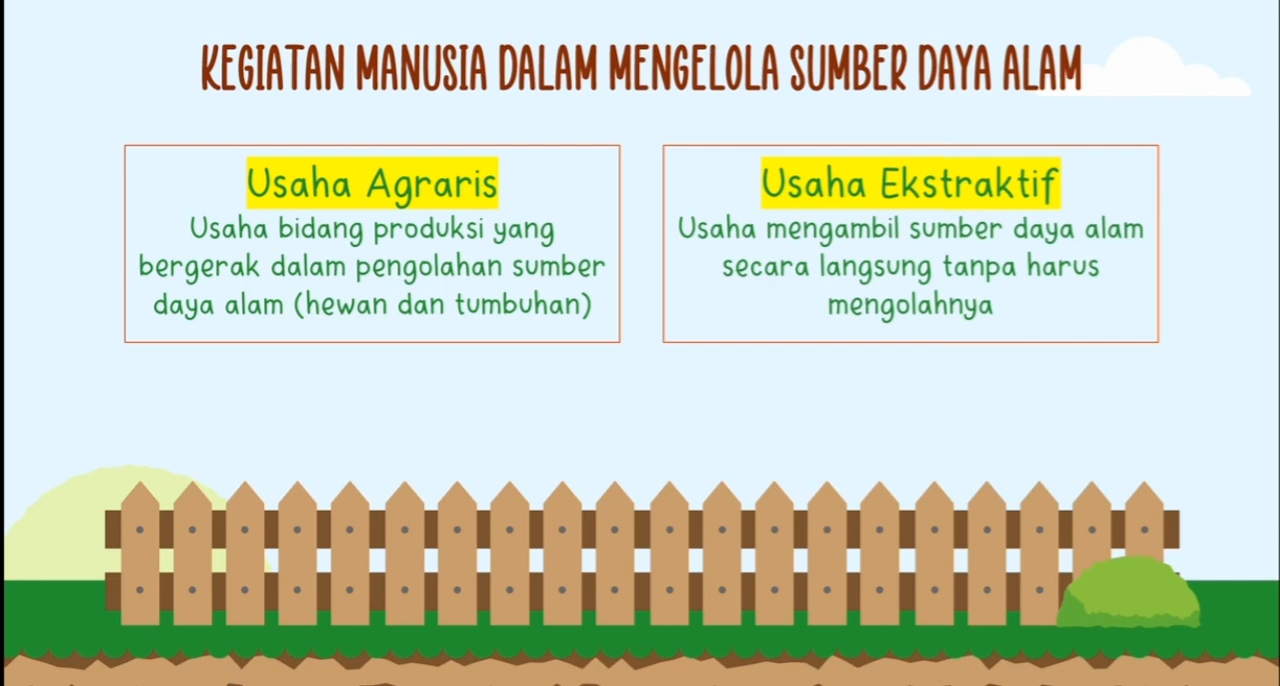 KEGIATAN MANUSIA DALAM MENGELOLA SUMBER DAYA ALAM
Usaha Agraris
Usaha bidang produksi yang
bergerak dalam pengolahan sumber
daya alam (hewan dan tumbuhan)
Usaha Ekstraktif
Usaha mengambil sumber daya alam
secara langsung tanpa harus
mengolahnya